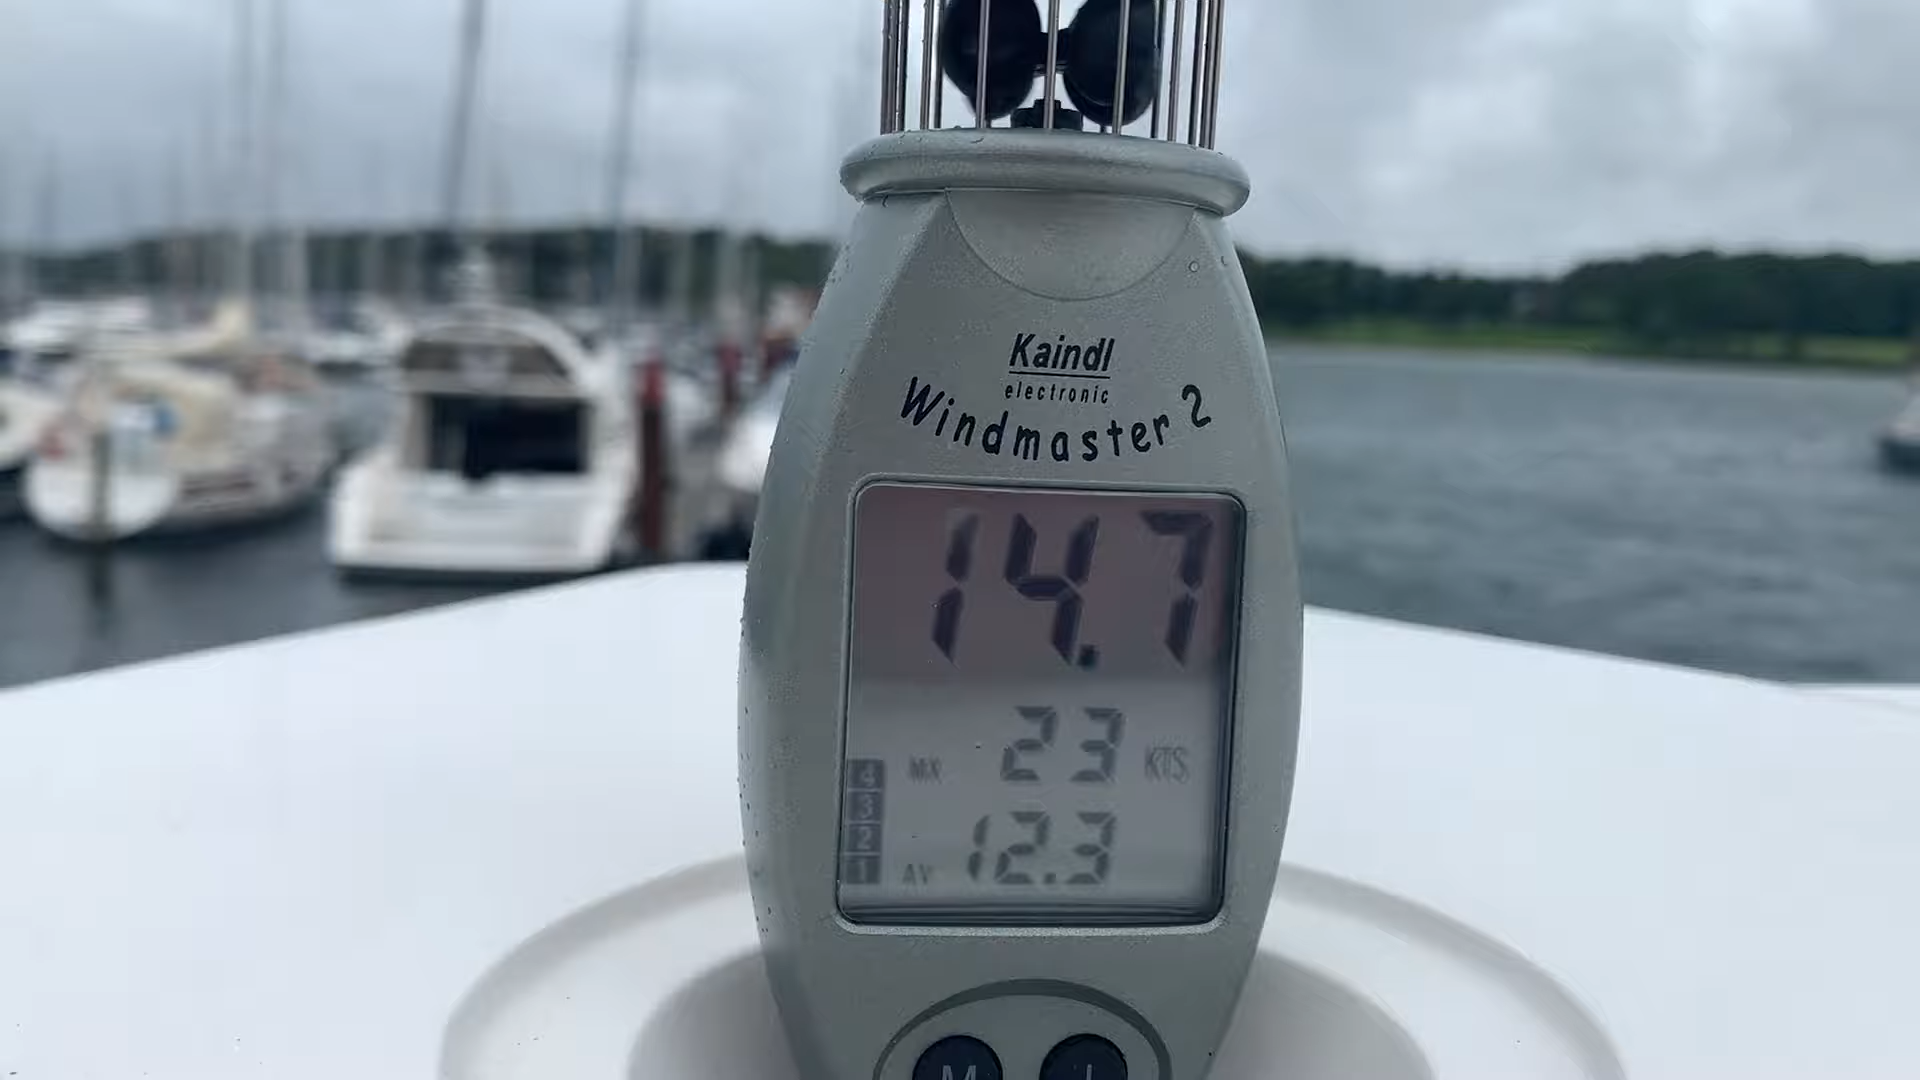 Kaindl
electronic
Windmaster 2
14.7
MX 23 KTS
4
3
2
1
AV 12.3
M